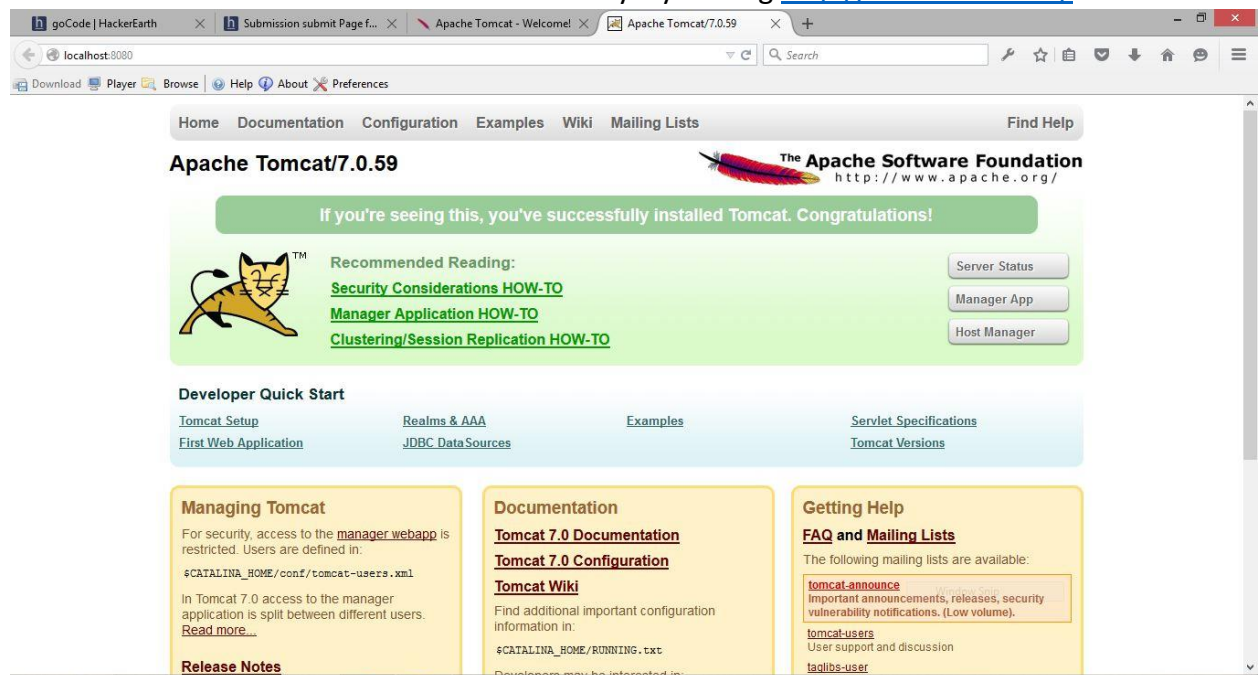 goCode | HackerEarth
Submission submit Page f...
Apache Tomcat - Welcome!
Apache Tomcat/7.0.59
localhost:8080
Search
Download Player Browse Help About Preferences
Home Documentation Configuration Examples Wiki Mailing Lists Find Help
Apache Tomcat/7.0.59
The Apache Software Foundation
http://www.apache.org/
If you're seeing this, you've successfully installed Tomcat. Congratulations!
TM
Recommended Reading:
Security Considerations HOW-TO
Manager Application HOW-TO
Clustering/Session Replication HOW-TO
Server Status
Manager App
Host Manager
Developer Quick Start
Tomcat Setup
First Web Application
Realms & AAA
JDBC DataSources
Examples
Servlet Specifications
Tomcat Versions
Managing Tomcat
For security, access to the manager webapp is
restricted. Users are defined in:
$CATALINA_HOME/conf/tomcat-users.xml
In Tomcat 7.0 access to the manager
application is split between different users.
Read more...
Release Notes
Documentation
Tomcat 7.0 Documentation
Tomcat 7.0 Configuration
Tomcat Wiki
Find additional important configuration
information in:
$CATALINA_HOME/RUNNING.txt
Developers may be interested in:
Getting Help
FAQ and Mailing Lists
The following mailing lists are available:
tomcat-announce
Window Snip
Important announcements, releases, security
vulnerability notifications. (Low volume).
tomcat-users
User support and discussion
taglibs-user